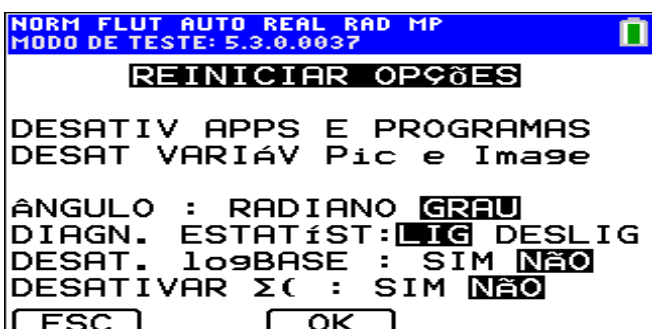 NORM FLUT AUTO REAL RAD MP
MODO DE TESTE: 5.3.0.0037
REINICIAR OPÇõES
DESATIV APPS E PROGRAMAS
DESAT VARIáV Pic e Image
ÂNGULO : RADIANO GRAU
DIAGN. ESTATíST:LIG DESLIG
DESAT. logBASE : SIM NÃO
DESATIVAR Σ( : SIM NÃO
ESC OK